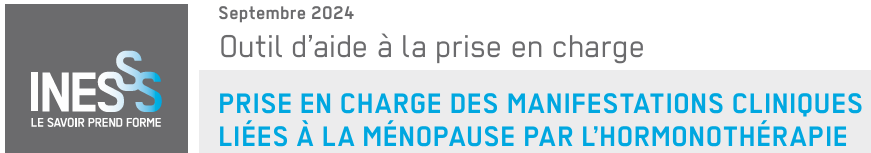 INESSS
LE SAVOIR PREND FORME
Septembre 2024
Outil d’aide à la prise en charge
PRISE EN CHARGE DES MANIFESTATIONS CLINIQUES
LIÉES À LA MÉNOPAUSE PAR L’HORMONOTHÉRAPIE